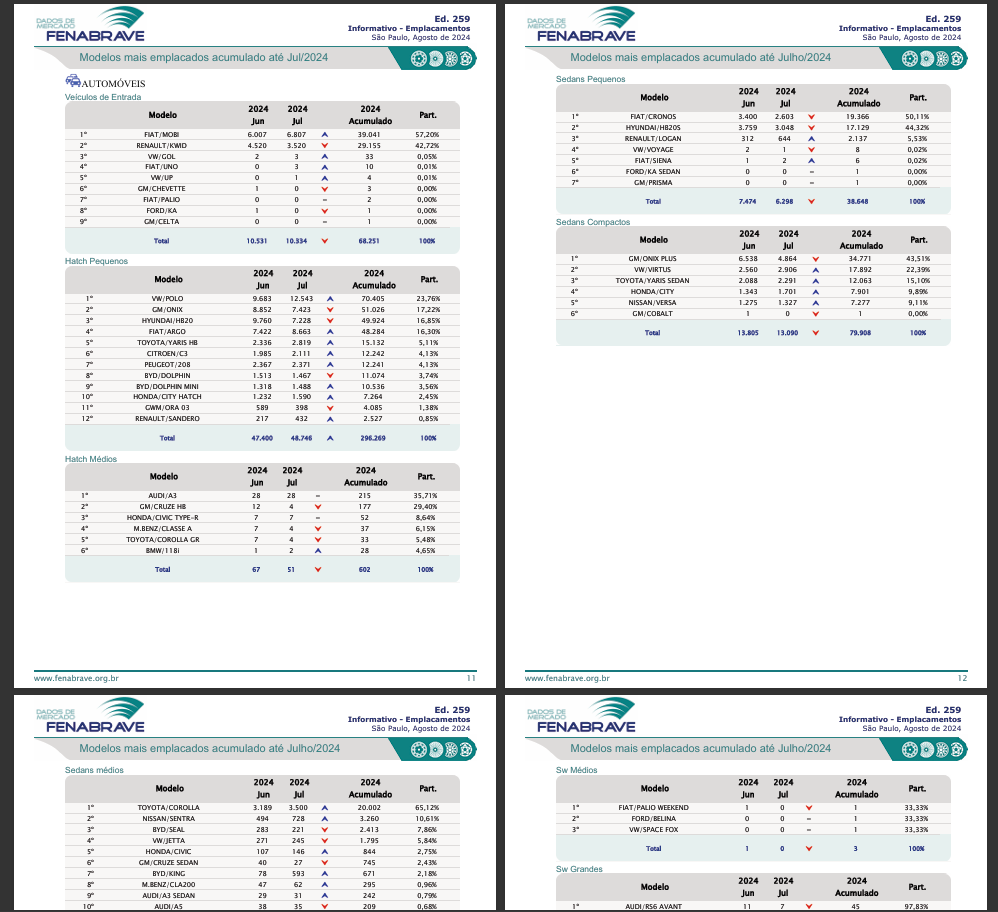 DADOS DE
MERCADO
FENABRAVE
Ed. 259
Informativo - Emplacamentos
São Paulo, Agosto de 2024
Modelos mais emplacados acumulado até Jul/2024
AUTOMÓVEIS
Veículos de Entrada
Modelo 2024 Jun 2024 Jul 2024 Acumulado Part.
1º FIAT/MOBI 6.007 6.807 39.041 57,20%
2º RENAULT/KWID 4.520 3.520 29.155 42,72%
3º VW/GOL 2 3 33 0,05%
4º FIAT/UNO 0 3 10 0,01%
5º VW/UP 0 1 4 0,01%
6º GM/CHEVETTE 1 0 3 0,00%
7º FIAT/PALIO 0 0 – 2 0,00%
8º FORD/KA 1 0 1 0,00%
9º GM/CELTA 0 0 – 1 0,00%
Total 10.531 10.334 68.251 100%
Hatch Pequenos
Modelo 2024 Jun 2024 Jul 2024 Acumulado Part.
1º VW/POLO 9.683 12.543 70.405 23,76%
2º GM/ONIX 8.852 7.423 51.026 17,22%
3º HYUNDAI/HB20 9.760 7.228 49.924 16,85%
4º FIAT/ARGO 7.422 8.663 48.284 16,30%
5º TOYOTA/YARIS HB 2.336 2.819 15.132 5,11%
6º CITROEN/C3 1.985 2.111 12.242 4,13%
7º PEUGEOT/208 2.367 2.371 12.241 4,13%
8º BYD/DOLPHIN 1.513 1.467 11.074 3,74%
9º BYD/DOLPHIN MINI 1.318 1.488 10.536 3,56%
10º HONDA/CITY HATCH 1.232 1.590 7.264 2,45%
11º GWM/ORA 03 589 398 4.085 1,38%
12º RENAULT/SANDERO 217 432 2.527 0,85%
Total 47.400 48.746 296.269 100%
Hatch Médios
Modelo 2024 Jun 2024 Jul 2024 Acumulado Part.
1º AUDI/A3 28 28 – 215 35,71%
2º GM/CRUZE HB 12 4 177 29,40%
3º HONDA/CIVIC TYPE-R 7 7 – 52 8,64%
4º M.BENZ/CLASSE A 7 4 37 6,15%
5º TOYOTA/COROLLA GR 7 4 33 5,48%
6º BMW/118i 1 2 28 4,65%
Total 67 51 602 100%
www.fenabrave.org.br 11
DADOS DE
MERCADO
FENABRAVE
Ed. 259
Informativo - Emplacamentos
São Paulo, Agosto de 2024
Modelos mais emplacados acumulado até Julho/2024
Sedans Pequenos
Modelo 2024 Jun 2024 Jul 2024 Acumulado Part.
1º FIAT/CRONOS 3.400 2.603 19.366 50,11%
2º HYUNDAI/HB20S 3.759 3.048 17.129 44,32%
3º RENAULT/LOGAN 312 644 2.137 5,53%
4º VW/VOYAGE 2 1 8 0,02%
5º FIAT/SIENA 1 2 6 0,02%
6º FORD/KA SEDAN 0 0 – 1 0,00%
7º GM/PRISMA 0 0 – 1 0,00%
Total 7.474 6.298 38.648 100%
Sedans Compactos
Modelo 2024 Jun 2024 Jul 2024 Acumulado Part.
1º GM/ONIX PLUS 6.538 4.864 34.771 43,51%
2º VW/VIRTUS 2.560 2.906 17.892 22,39%
3º TOYOTA/YARIS SEDAN 2.088 2.291 12.063 15,10%
4º HONDA/CITY 1.343 1.701 7.901 9,89%
5º NISSAN/VERSA 1.275 1.327 7.277 9,11%
6º GM/COBALT 1 0 1 0,00%
Total 13.805 13.090 79.908 100%
www.fenabrave.org.br 12
DADOS DE
MERCADO
FENABRAVE
Ed. 259
Informativo - Emplacamentos
São Paulo, Agosto de 2024
Modelos mais emplacados acumulado até Julho/2024
Sedans médios
Modelo 2024 Jun 2024 Jul 2024 Acumulado Part.
1º TOYOTA/COROLLA 3.189 3.500 20.002 65,12%
2º NISSAN/SENTRA 494 728 3.260 10,61%
3º BYD/SEAL 283 221 2.413 7,86%
4º VW/JETTA 271 245 1.795 5,84%
5º HONDA/CIVIC 107 146 844 2,75%
6º GM/CRUZE SEDAN 40 27 745 2,43%
7º BYD/KING 78 593 671 2,18%
8º M.BENZ/CLA200 47 62 295 0,96%
9º AUDI/A3 SEDAN 29 31 242 0,79%
10º AUDI/A5 38 35 209 0,68%
DADOS DE
MERCADO
FENABRAVE
Ed. 259
Informativo - Emplacamentos
São Paulo, Agosto de 2024
Modelos mais emplacados acumulado até Julho/2024
Sw Médios
Modelo 2024 Jun 2024 Jul 2024 Acumulado Part.
1º FIAT/PALIO WEEKEND 1 0 1 33,33%
2º FORD/BELINA 0 0 – 1 33,33%
3º VW/SPACE FOX 0 0 – 1 33,33%
Total 1 0 3 100%
Sw Grandes
Modelo 2024 Jun 2024 Jul 2024 Acumulado Part.
1º AUDI/RS6 AVANT 11 7 45 97,83%